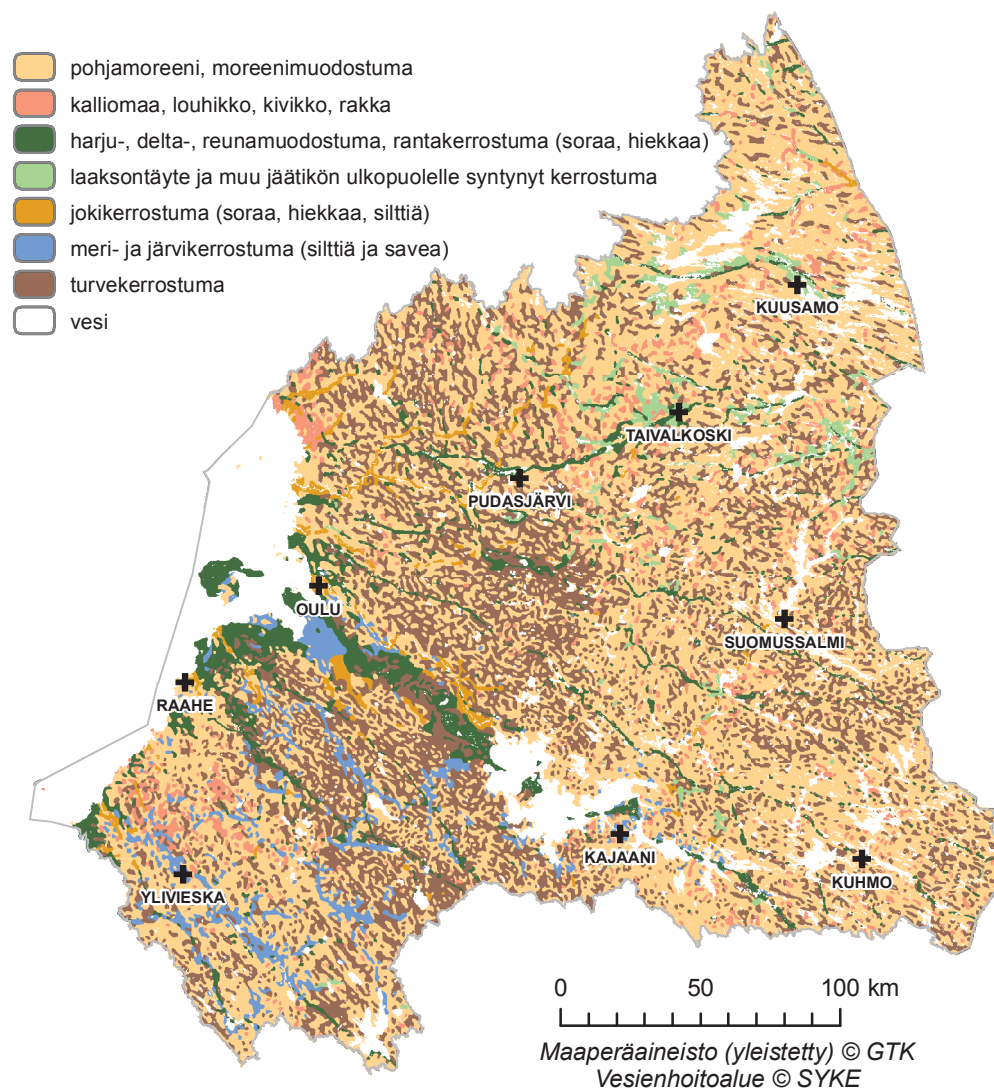 pohjamoreeni, moreenimuodostuma
kalliomaa, louhikko, kivikko, rakka
harju-, delta-, reunamuodostuma, rantakerrostuma (soraa, hiekkaa)
laaksontäyte ja muu jäätikön ulkopuolelle syntynyt kerrostuma
jokikerrostuma (soraa, hiekkaa, silttiä)
meri- ja järvikerrostuma (silttiä ja savea)
turvekerrostuma
vesi
KUUSAMO
TAIVALKOSKI
PUDASJÄRVI
OULU
SUOMUSSALMI
RAAHE
KAJAANI
KUHMO
YLIVIESKA
0 50 100 km
Maaperäaineisto (yleistetty) © GTK
Vesienhoitoalue © SYKE